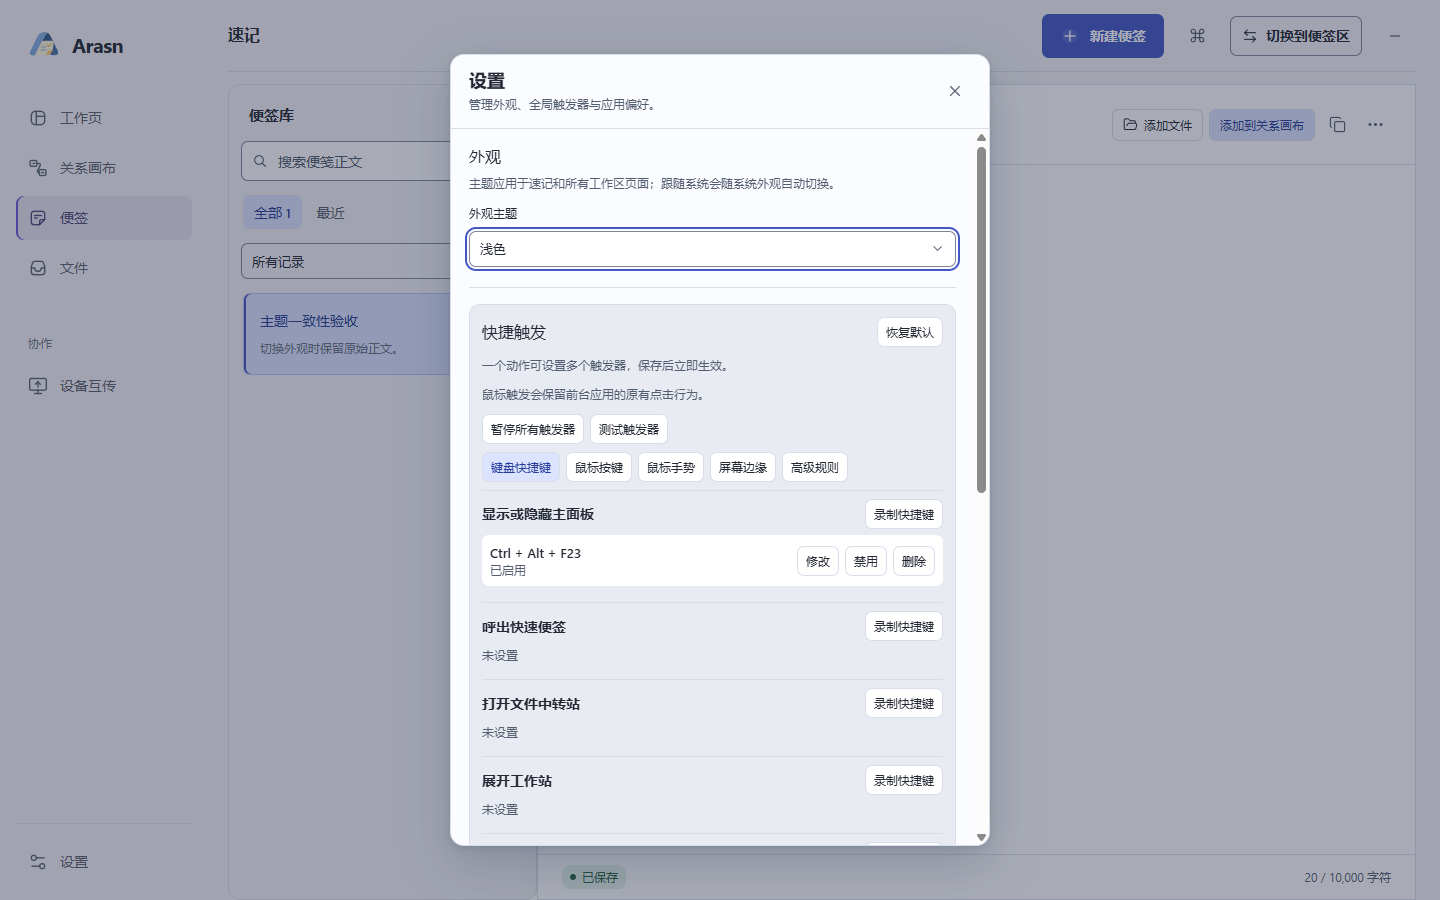 Arasn
工作页
关系画布
便签
文件
协作
设备互传
设置
速记
新建便签
切换到便签区
便签库
搜索便笺正文
全部 1
最近
所有记录
主题一致性验收
切换外观时保留原始正文。
添加文件
添加到关系画布
已保存
20 / 10,000 字符
设置
管理外观、全局触发器与应用偏好。
外观
主题应用于速记和所有工作区页面；跟随系统会随系统外观自动切换。
外观主题
浅色
快捷触发
恢复默认
一个动作可设置多个触发器，保存后立即生效。
鼠标触发会保留前台应用的原有点击行为。
暂停所有触发器
测试触发器
键盘快捷键
鼠标按键
鼠标手势
屏幕边缘
高级规则
显示或隐藏主面板
录制快捷键
Ctrl + Alt + F23
已启用
修改
禁用
删除
呼出快速便签
录制快捷键
未设置
打开文件中转站
录制快捷键
未设置
展开工作站
录制快捷键
未设置